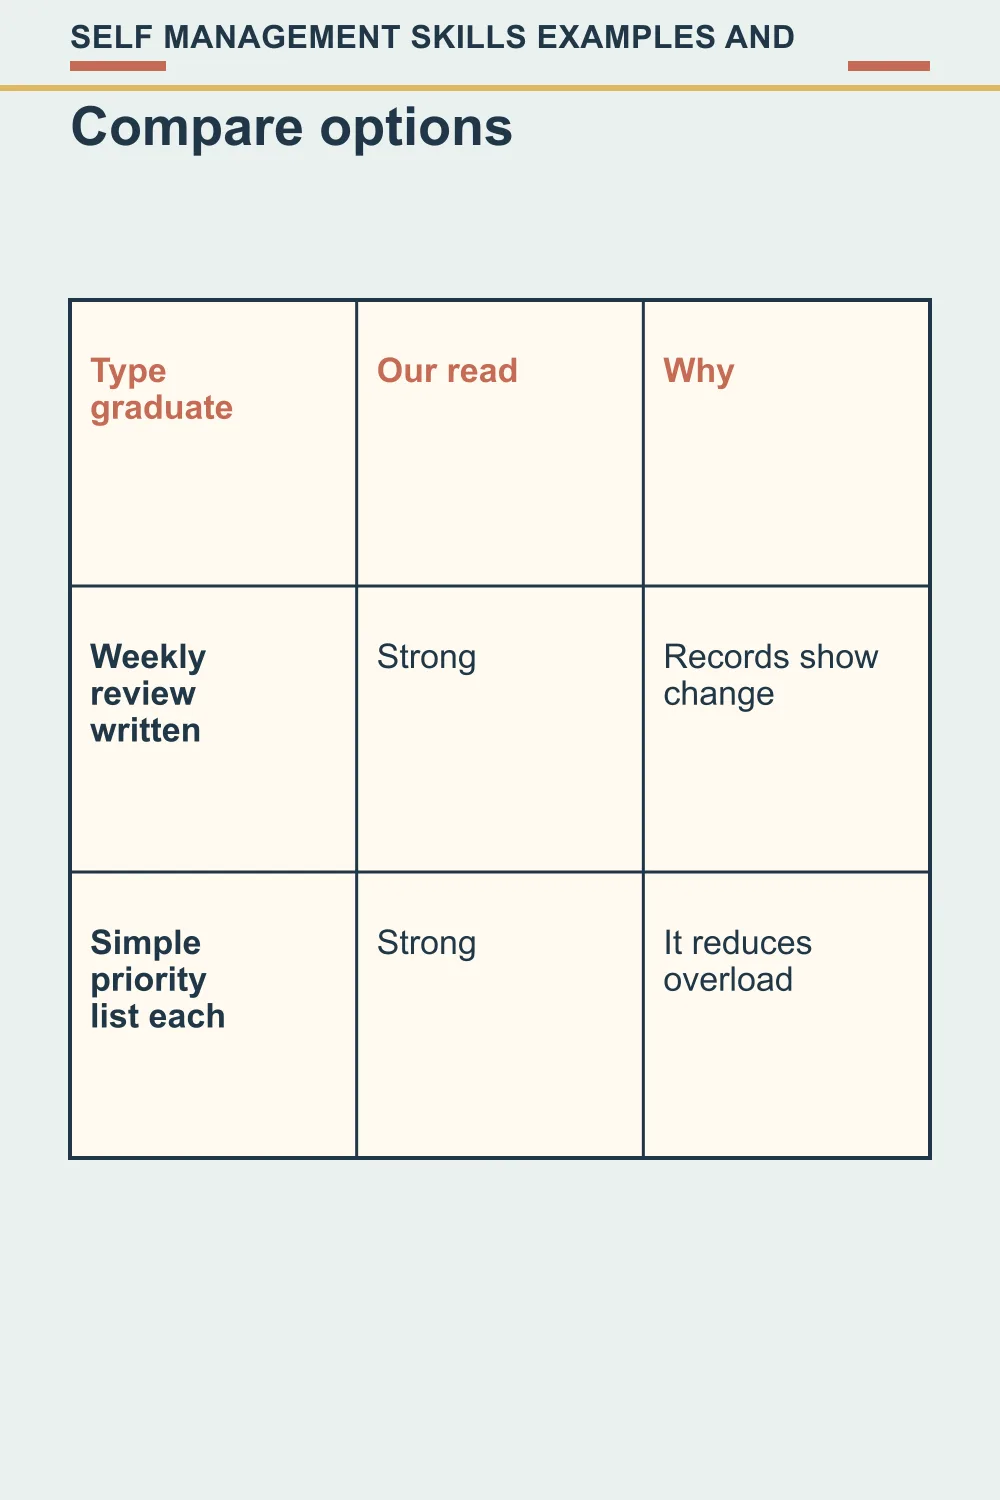 SELF MANAGEMENT SKILLS EXAMPLES AND
Compare options
Type
graduate
Our read
Why
Weekly
review
written
Strong
Records show
change
Simple
priority
list each
Strong
It reduces
overload